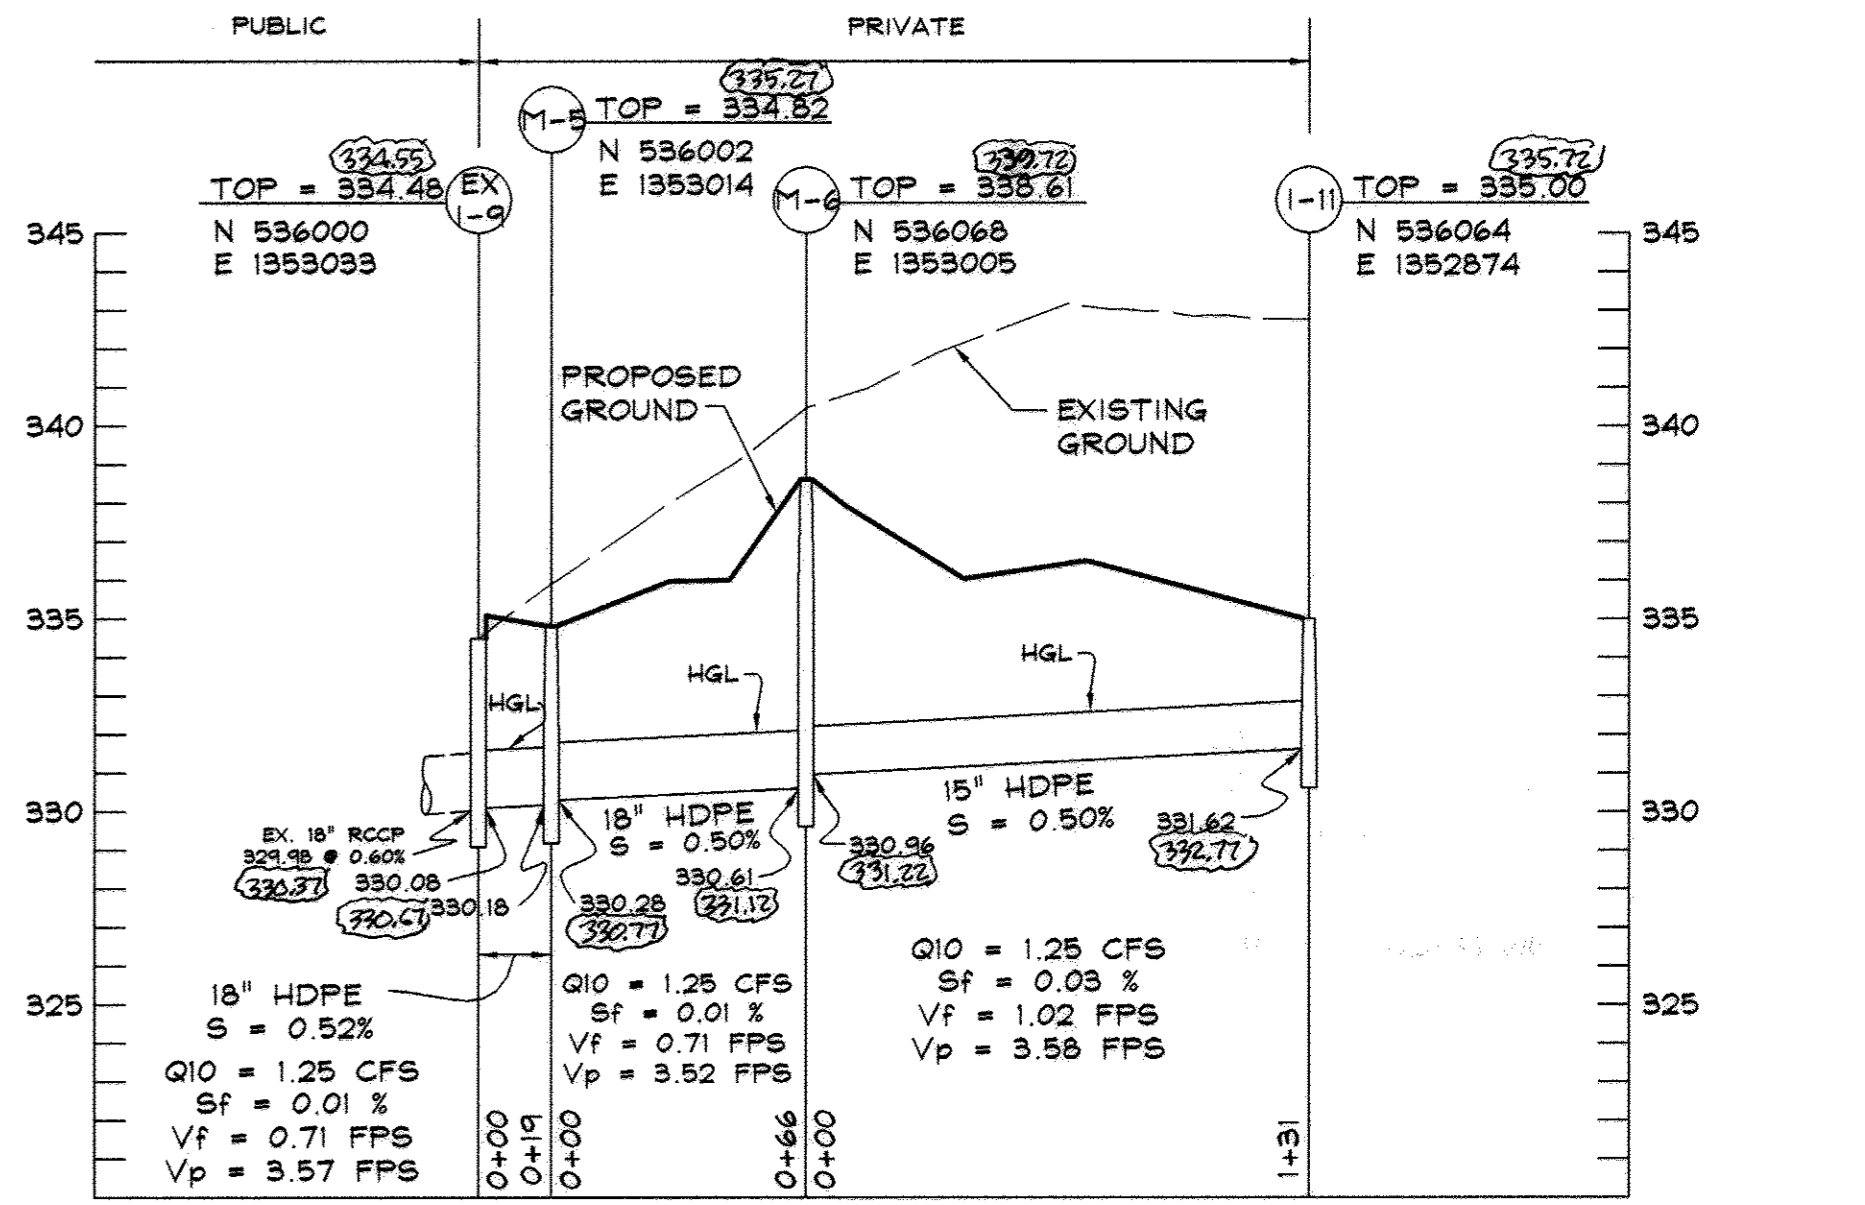 PUBLIC
PRIVATE
335.27
M-5 TOP = 334.82
N 536002
E 1353014
334.55
TOP = 334.48 EX I-9
N 536000
E 1353033
339.72
M-6 TOP = 338.61
N 536068
E 1353005
335.72
I-11 TOP = 335.00
N 536064
E 1352874
345
345
PROPOSED
GROUND
EXISTING
GROUND
340
340
335
335
HGL
HGL
HGL
330
330
EX. 18" RCCP
329.98 @ 0.60%
330.37
330.08
330.67
330.18
18" HDPE
S = 0.50%
330.28
330.77
330.61
331.12
15" HDPE
S = 0.50%
330.96
331.22
331.62
332.77
325
325
18" HDPE
S = 0.52%
Q10 = 1.25 CFS
Sf = 0.01 %
Vf = 0.71 FPS
Vp = 3.57 FPS
Q10 = 1.25 CFS
Sf = 0.01 %
Vf = 0.71 FPS
Vp = 3.52 FPS
Q10 = 1.25 CFS
Sf = 0.03 %
Vf = 1.02 FPS
Vp = 3.58 FPS
0+00
0+19
0+00
0+66
0+00
1+31